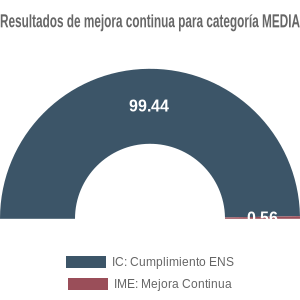 Resultados de mejora continua para categoría MEDIA
99.44
0.56
IC: Cumplimiento ENS
IME: Mejora Continua